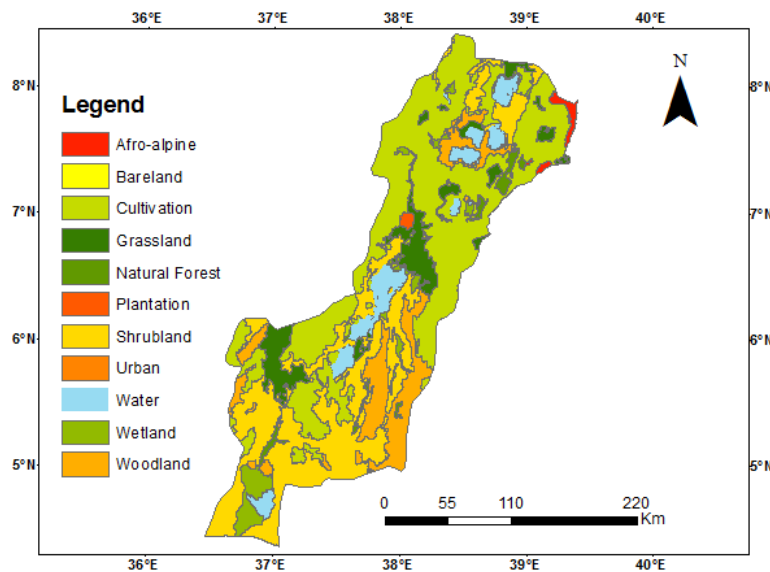 36°E 37°E 38°E 39°E 40°E
8°N 8°N
N
Legend
Afro-alpine
Bareland
Cultivation
7°N 7°N
Grassland
Natural Forest
Plantation
6°N 6°N
Shrubland
Urban
Water
Wetland
5°N 5°N
Woodland
0 55 110 220
Km
36°E 37°E 38°E 39°E 40°E